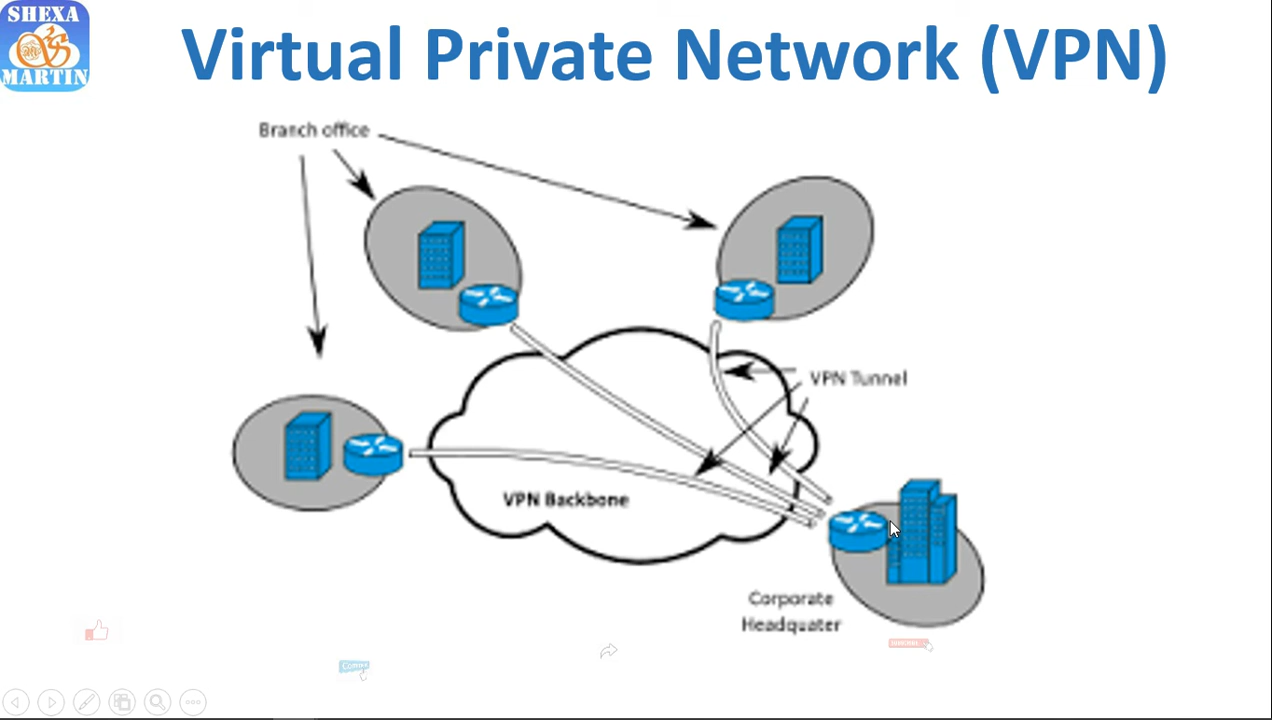 SHEXA
MARTIN
Virtual Private Network (VPN)
Branch office
VPN Tunnel
VPN Backbone
Corporate
Headquater